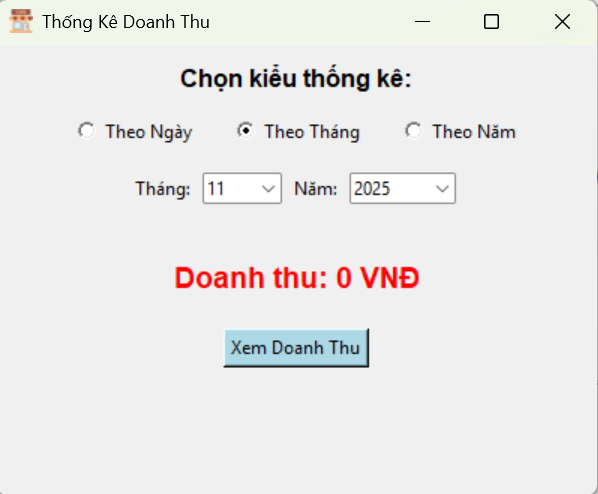 Thống Kê Doanh Thu
Chọn kiểu thống kê:
Theo Ngày Theo Tháng Theo Năm
Tháng: 11 Năm: 2025
Doanh thu: 0 VNĐ
Xem Doanh Thu